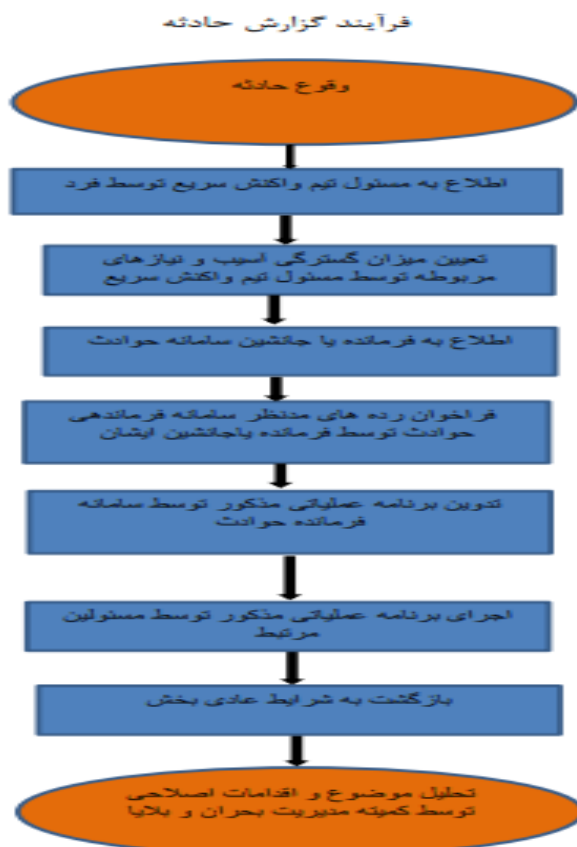 فرآیند گزارش حادثه
وقوع حادثه
اطلاع به مسئول تیم واکنش سریع توسط فرد
تعیین میزان گسترگی آسیب و نیازهای
مربوطه توسط مسئول تیم واکنش سریع
اطلاع به فرمانده یا جانشین سامانه حوادث
فراخوان رده های مدنظر سامانه فرماندهی
حوادث توسط فرمانده یاجانشین ایشان
تدوین برنامه عملیاتی مذکور توسط سامانه
فرمانده حوادث
اجرای برنامه عملیاتی مذکور توسط مسئولین
مرتبط
بازگشت به شرایط عادی بخش
تحلیل موضوع و اقدامات اصلاحی
توسط کمیته مدیریت بحران و بلایا